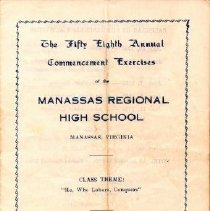 The Fifty Eighth Annual
Commencement Exercises
of the
MANASSAS REGIONAL
HIGH SCHOOL
MANASSAS, VIRGINIA
CLASS THEME:
"He, Who Labors, Conquers"